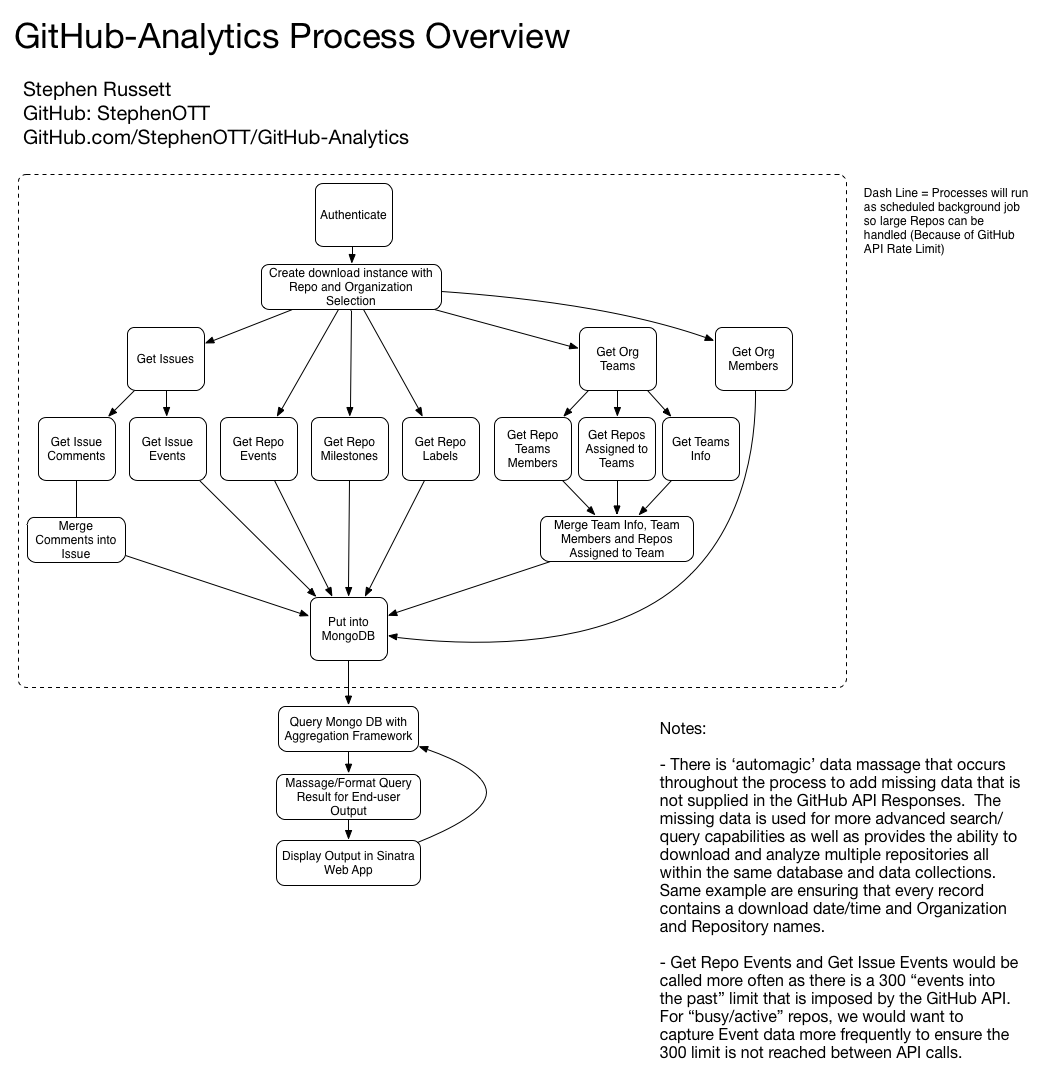 GitHub-Analytics Process Overview
Stephen Russett
GitHub: StephenOTT
GitHub.com/StephenOTT/GitHub-Analytics
Dash Line = Processes will run
as scheduled background job
so large Repos can be
handled (Because of GitHub
API Rate Limit)
Authenticate
Create download instance with
Repo and Organization
Selection
Get Issues
Get Org
Teams
Get Org
Members
Get Issue
Comments
Get Issue
Events
Get Repo
Events
Get Repo
Milestones
Get Repo
Labels
Get Repo
Teams
Members
Get Repos
Assigned to
Teams
Get Teams
Info
Merge
Comments into
Issue
Merge Team Info, Team
Members and Repos
Assigned to Team
Put into
MongoDB
Query Mongo DB with
Aggregation Framework
Massage/Format Query
Result for End-user
Output
Display Output in Sinatra
Web App
Notes:
- There is ‘automagic’ data massage that occurs
throughout the process to add missing data that is
not supplied in the GitHub API Responses.  The
missing data is used for more advanced search/
query capabilities as well as provides the ability to
download and analyze multiple repositories all
within the same database and data collections.
Same example are ensuring that every record
contains a download date/time and Organization
and Repository names.
- Get Repo Events and Get Issue Events would be
called more often as there is a 300 “events into
the past” limit that is imposed by the GitHub API.
For “busy/active” repos, we would want to
capture Event data more frequently to ensure the
300 limit is not reached between API calls.